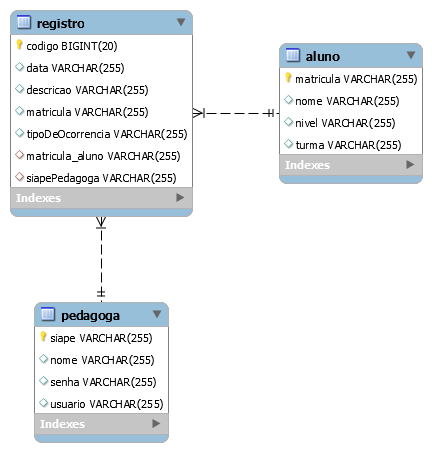 registro
codigo BIGINT(20)
data VARCHAR(255)
descricao VARCHAR(255)
matricula VARCHAR(255)
tipoDeOcorrencia VARCHAR(255)
matricula_aluno VARCHAR(255)
siapePedagoga VARCHAR(255)
Indexes
aluno
matricula VARCHAR(255)
nome VARCHAR(255)
nivel VARCHAR(255)
turma VARCHAR(255)
Indexes
pedagoga
siape VARCHAR(255)
nome VARCHAR(255)
senha VARCHAR(255)
usuario VARCHAR(255)
Indexes